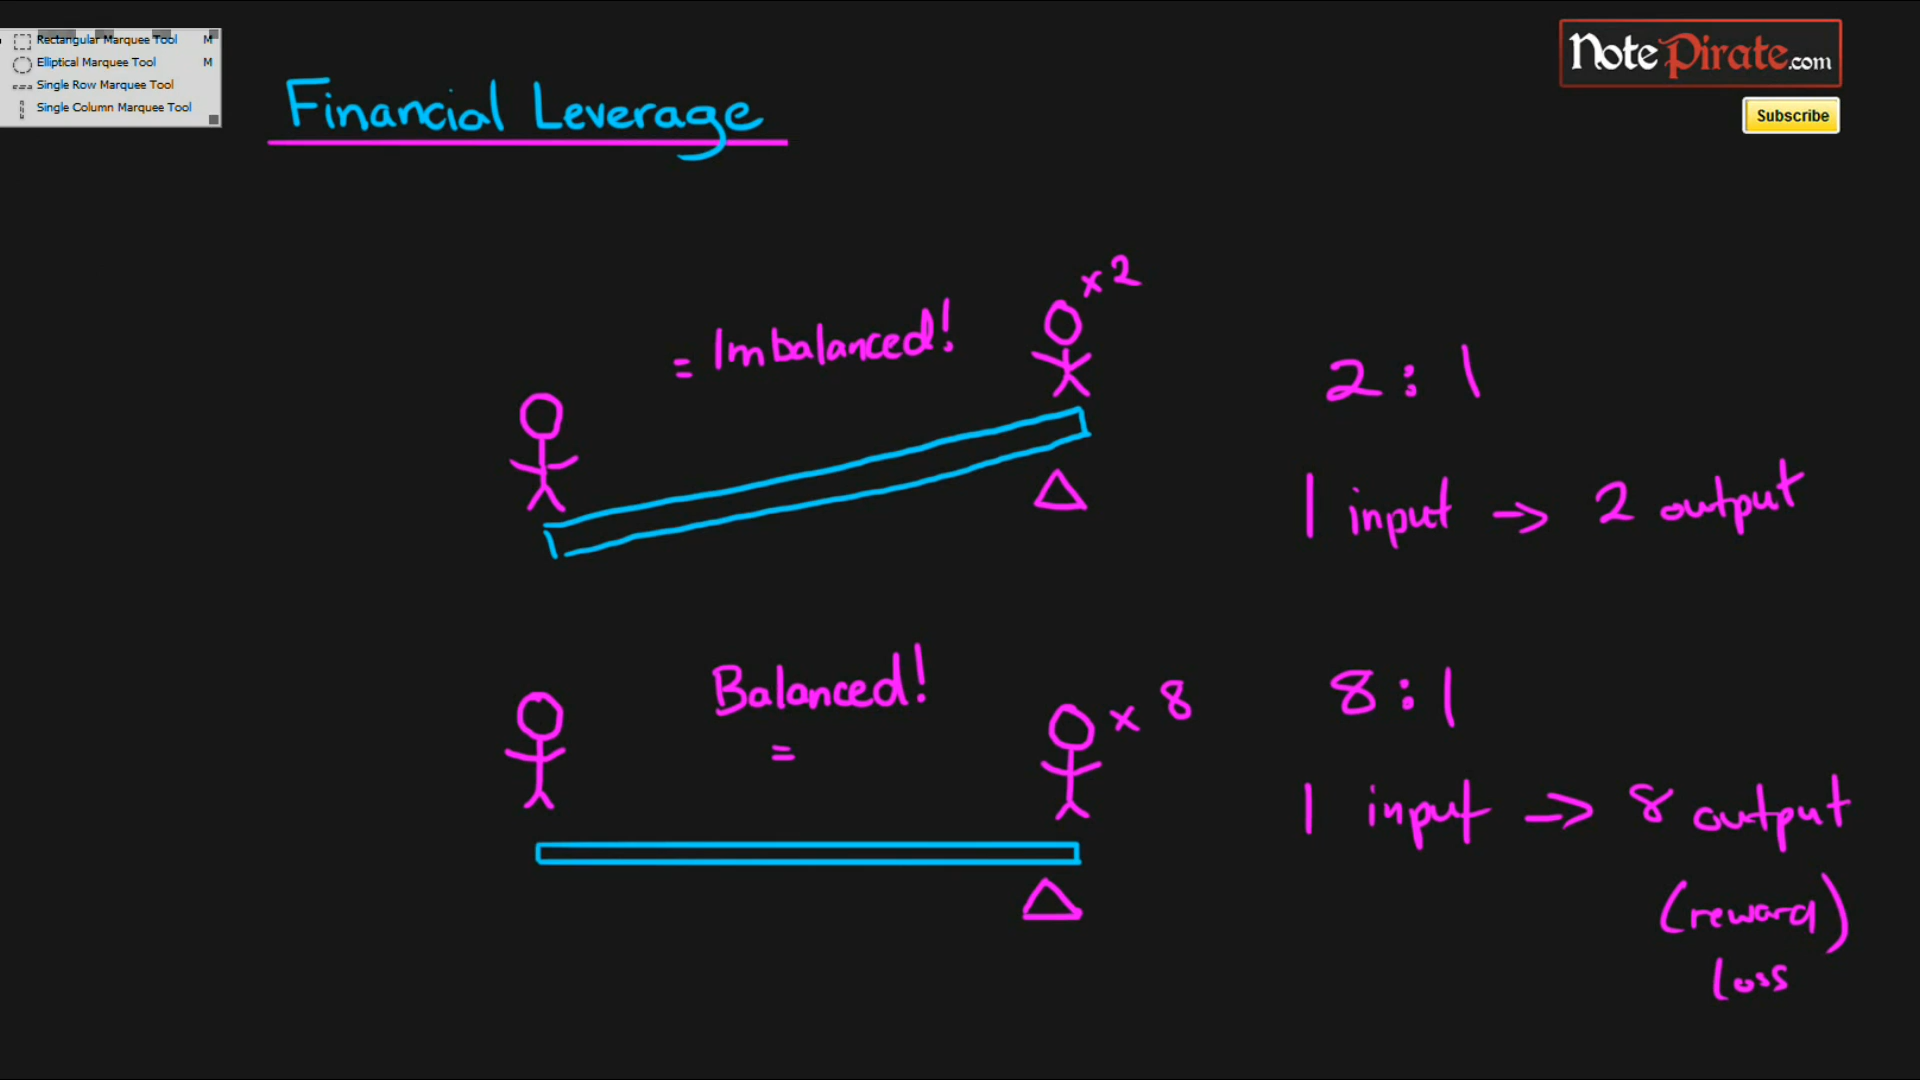 Rectangular Marquee Tool M
Elliptical Marquee Tool M
Single Row Marquee Tool
Single Column Marquee Tool
NotePirate.com
Subscribe
Financial Leverage
x2
= Imbalanced!
2:1
1 input -> 2 output
Balanced!
=
x 8
8:1
1 input -> 8 output
(reward)
loss